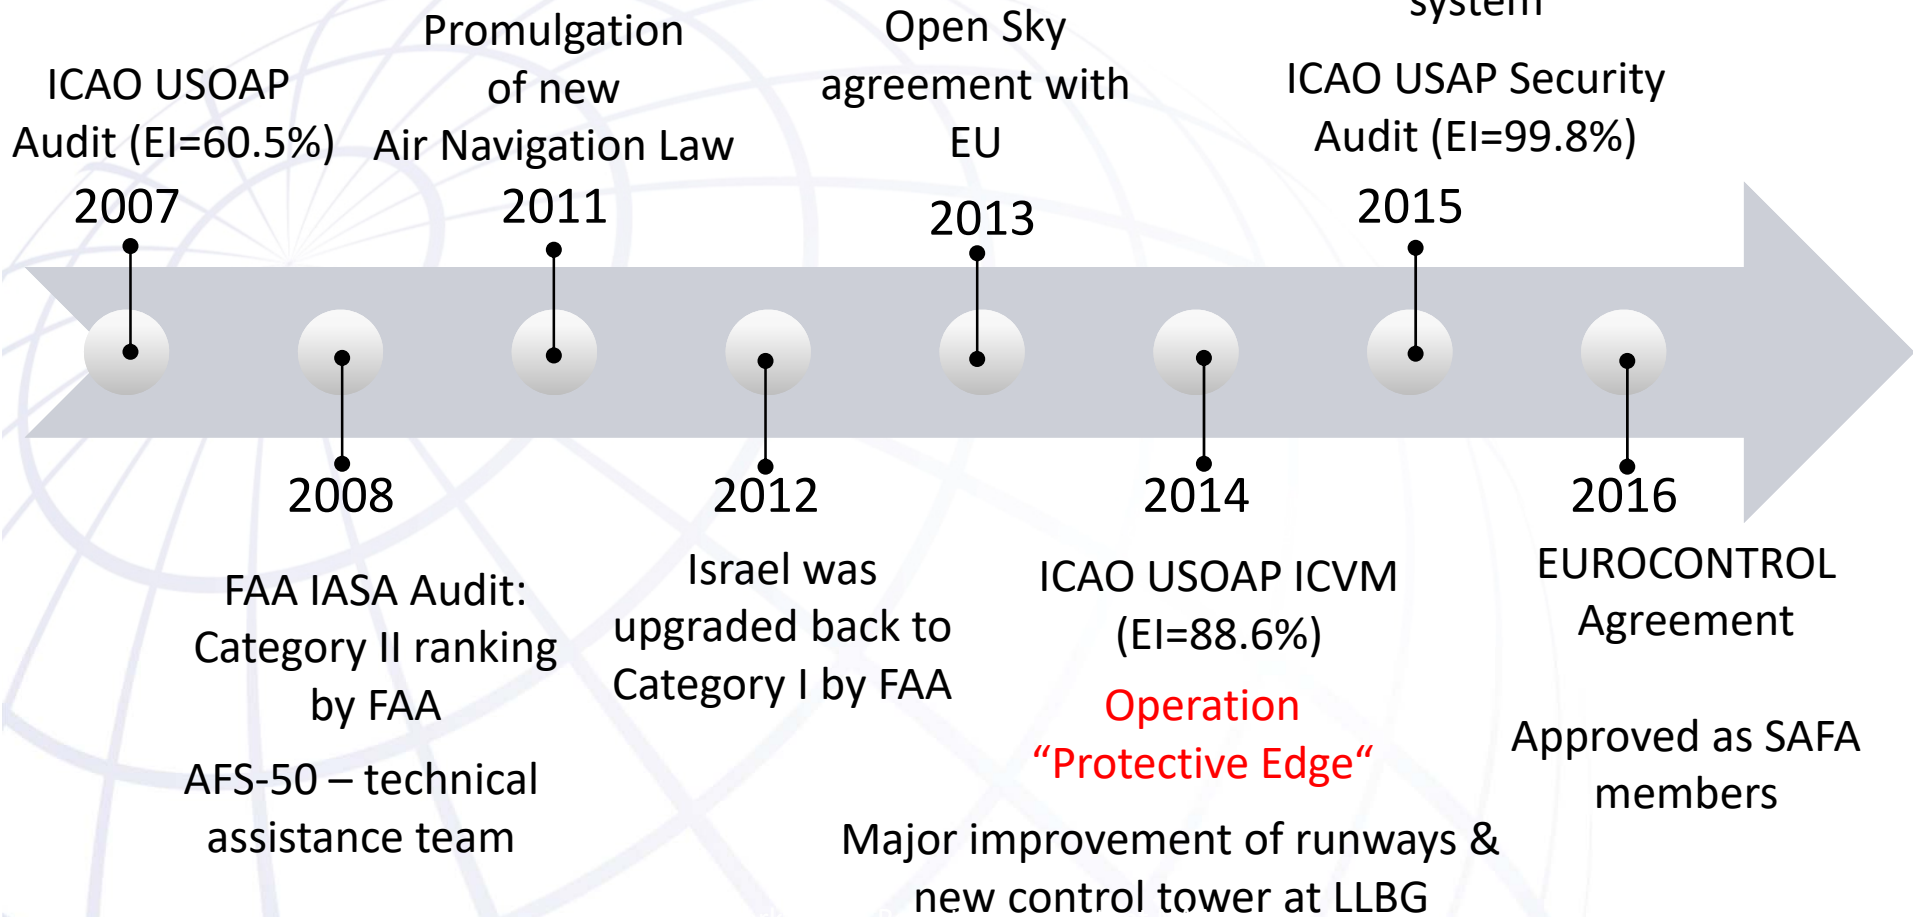 ICAO USOAP
Audit (EI=60.5%)
2007
Promulgation
of new
Air Navigation Law
2011
Open Sky
agreement with
EU
2013
system
ICAO USAP Security
Audit (EI=99.8%)
2015
2008
FAA IASA Audit:
Category II ranking
by FAA
AFS-50 – technical
assistance team
2012
Israel was
upgraded back to
Category I by FAA
2014
ICAO USOAP ICVM
(EI=88.6%)
Operation
“Protective Edge“
Major improvement of runways &
new control tower at LLBG
2016
EUROCONTROL
Agreement
Approved as SAFA
members